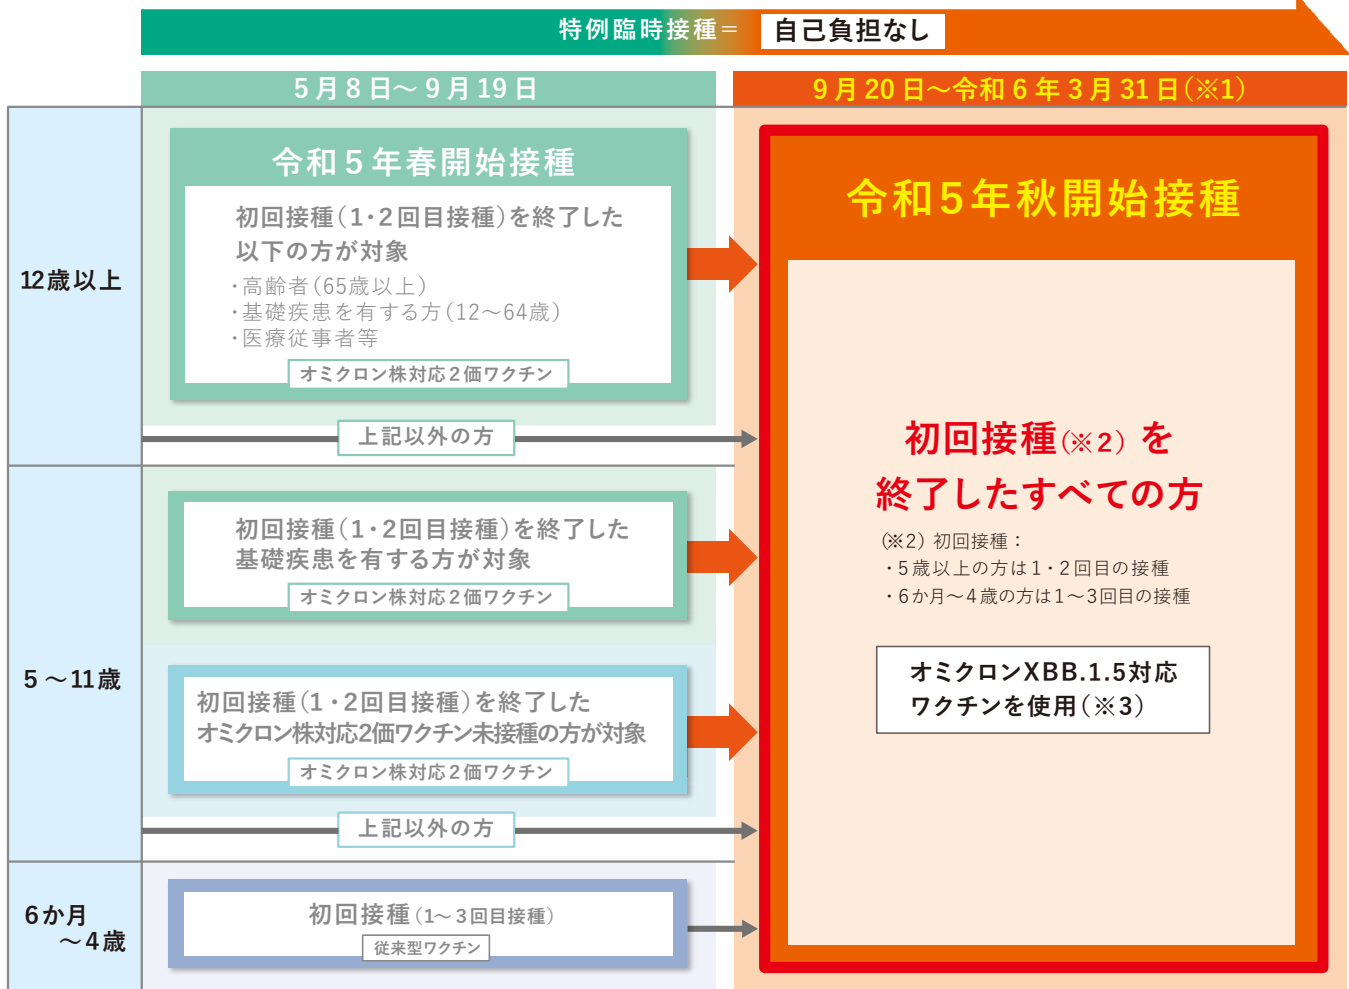 特例臨時接種＝ 自己負担なし
5月8日～9月19日
9月20日～令和6年3月31日(※1)
12歳以上
令和5年春開始接種
初回接種(1・2回目接種)を終了した
以下の方が対象
・高齢者(65歳以上)
・基礎疾患を有する方(12～64歳)
・医療従事者等
オミクロン株対応2価ワクチン
上記以外の方
5～11歳
初回接種(1・2回目接種)を終了した
基礎疾患を有する方が対象
オミクロン株対応2価ワクチン
初回接種(1・2回目接種)を終了した
オミクロン株対応2価ワクチン未接種の方が対象
オミクロン株対応2価ワクチン
上記以外の方
6か月
～4歳
初回接種(1～3回目接種)
従来型ワクチン
令和5年秋開始接種
初回接種(※2)を
終了したすべての方
(※2)初回接種：
・5歳以上の方は1・2回目の接種
・6か月～4歳の方は1～3回目の接種
オミクロンXBB.1.5対応
ワクチンを使用(※3)